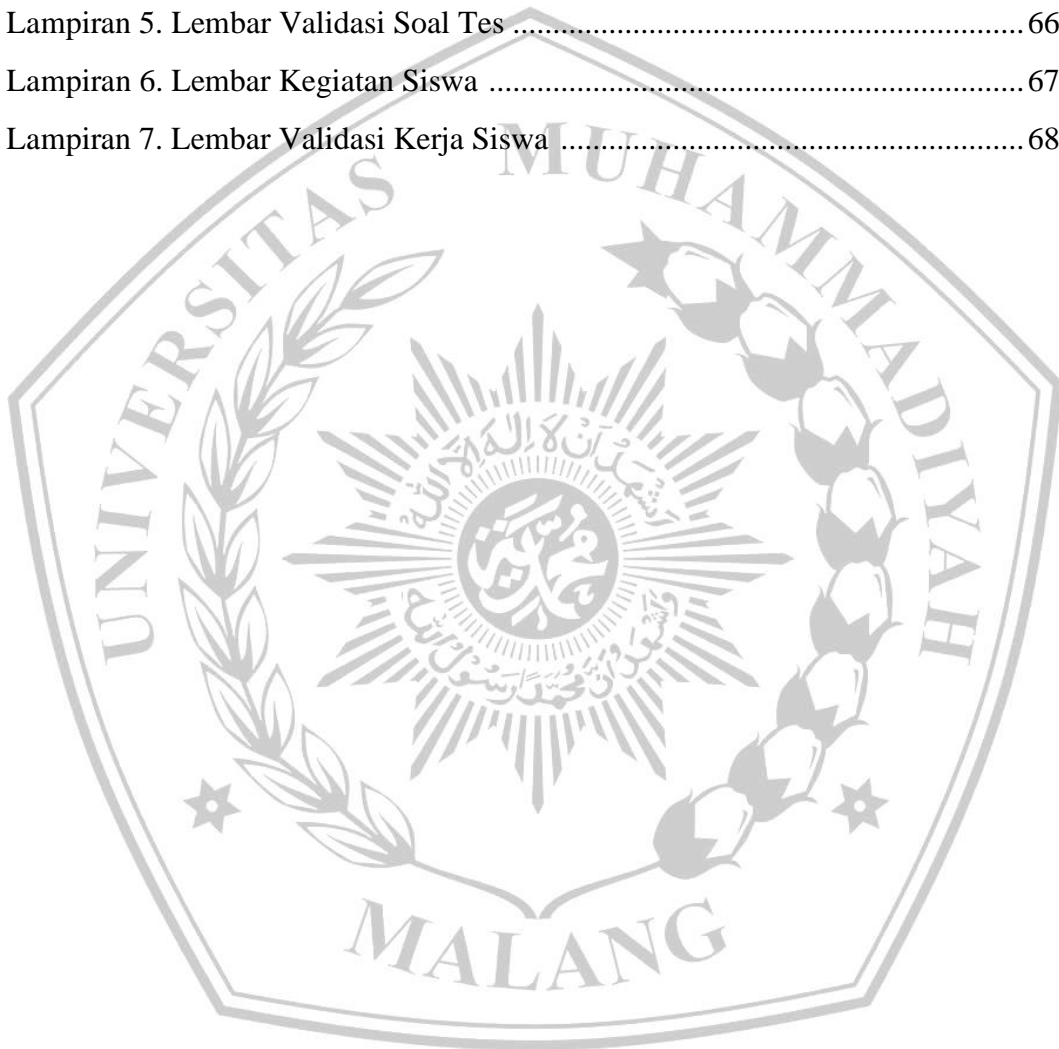 Lampiran 5. Lembar Validasi Soal Tes ................................................................ 66
Lampiran 6. Lembar Kegiatan Siswa ................................................................... 67
Lampiran 7. Lembar Validasi Kerja Siswa .......................................................... 68
UNIVERSITAS MUHAMMADIYAH
MALANG